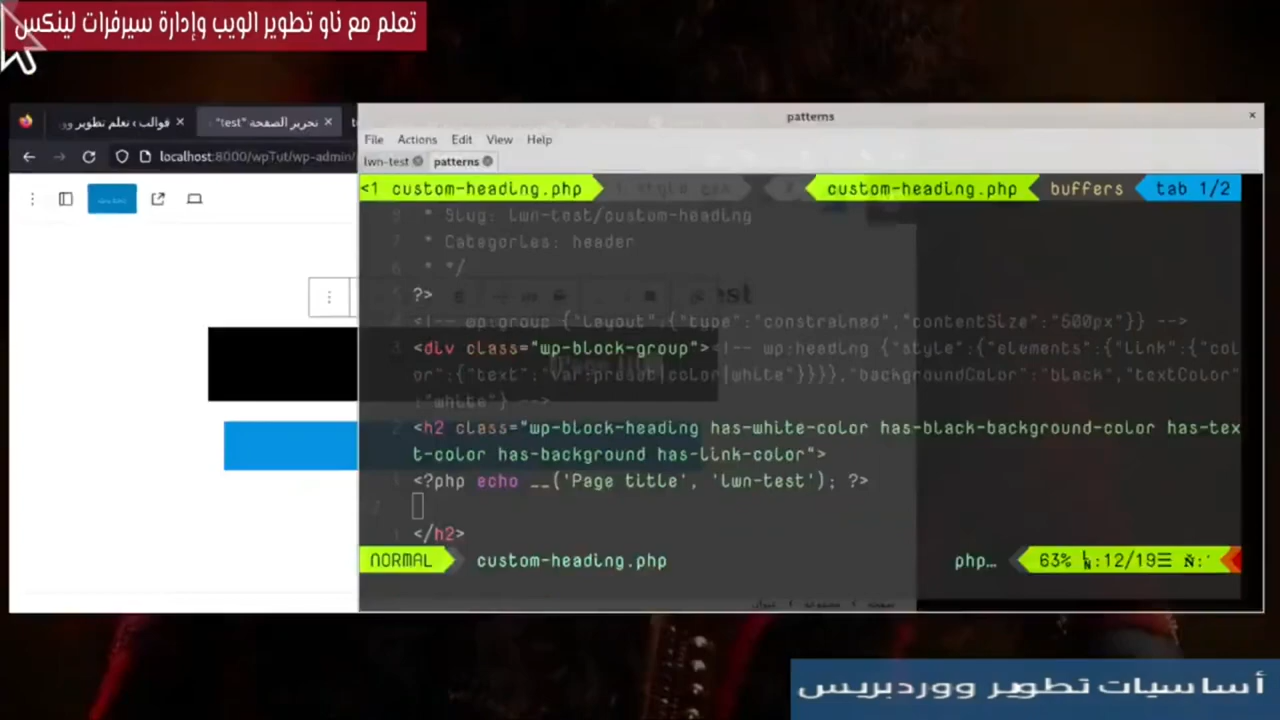 تعلم مع ناو تطوير الويب وإدارة سيرفرات لينكس
patterns
قوالب ‹ تعلم تطوير وور
تحرير الصفحة "test"
File Actions Edit View Help
localhost:8000/wpTut/wp-admin/
lwn-test
patterns
<1 custom-heading.php
custom-heading.php
buffers
tab 1/2
* Slug: lwn-test/custom-heading
* Categories: header
* */
?>
<!-- wp:group {"layout":{"type":"constrained","contentSize":"500px"}} -->
<div class="wp-block-group"><!-- wp:heading {"style":{"elements":{"link":{"col
or":{"text":"var:preset|color|white"}}}},"backgroundColor":"black","textColor"
:"white"} -->
<h2 class="wp-block-heading has-white-color has-black-background-color has-tex
t-color has-background has-link-color">
<?php echo __('Page title', 'lwn-test'); ?>
</h2>
NORMAL
custom-heading.php
php…
63% :12/19
أساسيات تطوير ووردبريس